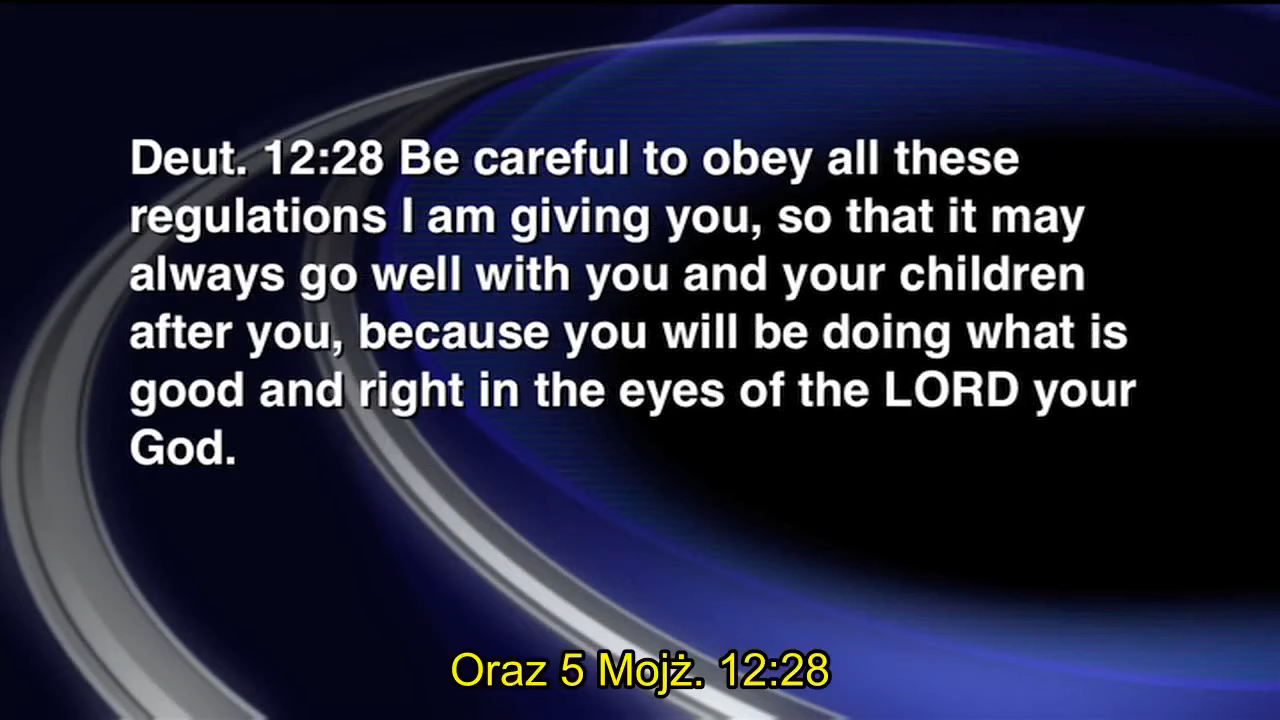 Deut. 12:28 Be careful to obey all these
regulations I am giving you, so that it may
always go well with you and your children
after you, because you will be doing what is
good and right in the eyes of the LORD your
God.
Oraz 5 Mojż. 12:28